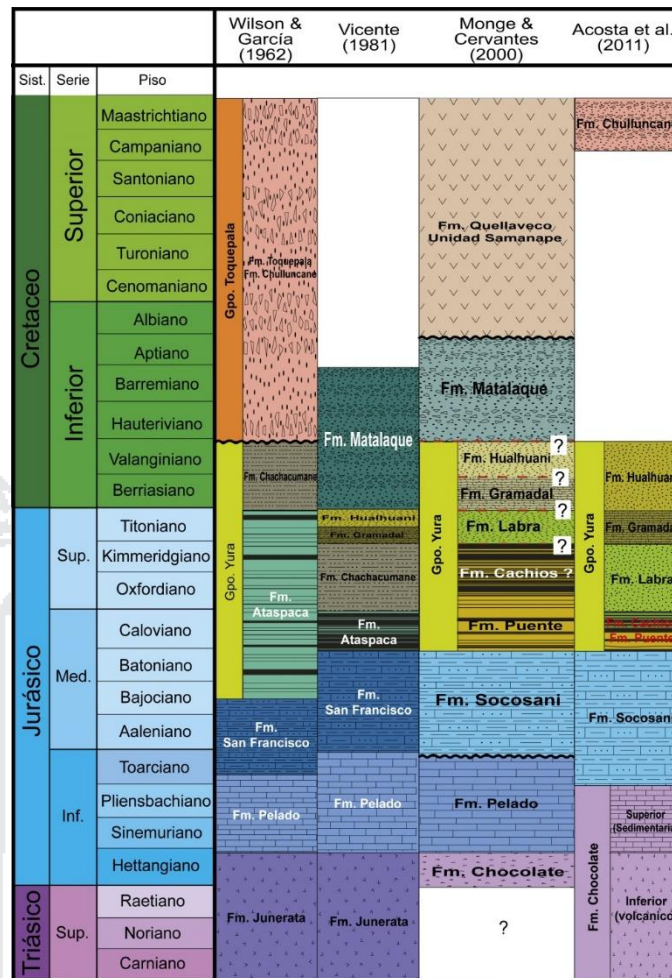 Wilson &
García
(1962)
Vicente
(1981)
Monge &
Cervantes
(2000)
Acosta et al.
(2011)
Sist.
Serie
Piso
Cretaceo
Superior
Maastrichtiano
Campaniano
Santoniano
Coniaciano
Turoniano
Cenomaniano
Inferior
Albiano
Aptiano
Barremiano
Hauteriviano
Valanginiano
Berriasiano
Jurásico
Sup.
Titoniano
Kimmeridgiano
Oxfordiano
Med.
Caloviano
Batoniano
Bajociano
Aaleniano
Inf.
Toarciano
Pliensbachiano
Sinemuriano
Hettangiano
Triásico
Sup.
Raetiano
Noriano
Carniano
Gpo. Toquepala
Fm. Toquepala
Fm. Chulluncane
Gpo. Yura
Fm. Chachacumane
Fm.
Ataspaca
Fm.
San Francisco
Fm. Pelado
Fm. Junerata
Fm. Matalaque
Fm. Hualhuani
Fm. Gramadal
Fm. Chachacumane
Fm.
Ataspaca
Fm.
San Francisco
Fm. Pelado
Fm. Junerata
Fm. Quellaveco
Unidad Samanape
Fm. Matalaque
?
Gpo. Yura
Fm. Hualhuani
?
Fm. Gramadal
?
Fm. Labra
?
Fm. Cachios ?
Fm. Puente
Fm. Socosani
Fm. Pelado
Fm. Chocolate
?
Fm. Chulluncane
Gpo. Yura
Fm. Hualhuani
Fm. Gramadal
Fm. Labra
Fm. Cachios
Fm. Puente
Fm. Socosani
Fm. Chocolate
Superior
(Sedimentaria)
Inferior
(volcanico)